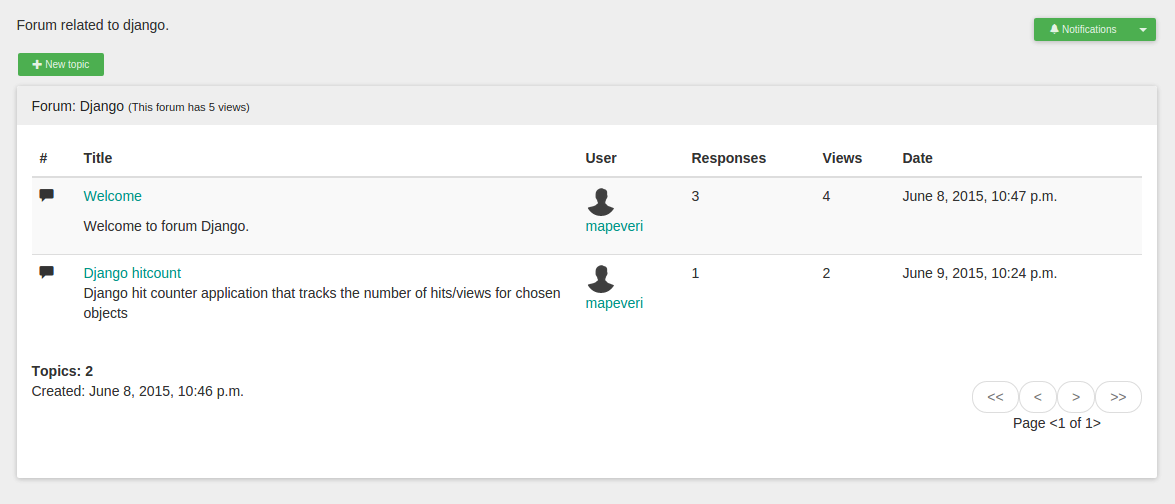 Forum related to django.
Notifications
New topic
Forum: Django (This forum has 5 views)
# Title User Responses Views Date
Welcome 3 4 June 8, 2015, 10:47 p.m.
Welcome to forum Django. mapeveri
Django hitcount 1 2 June 9, 2015, 10:24 p.m.
Django hit counter application that tracks the number of hits/views for chosen mapeveri
objects
Topics: 2
Created: June 8, 2015, 10:46 p.m.
<< < > >>
Page <1 of 1>